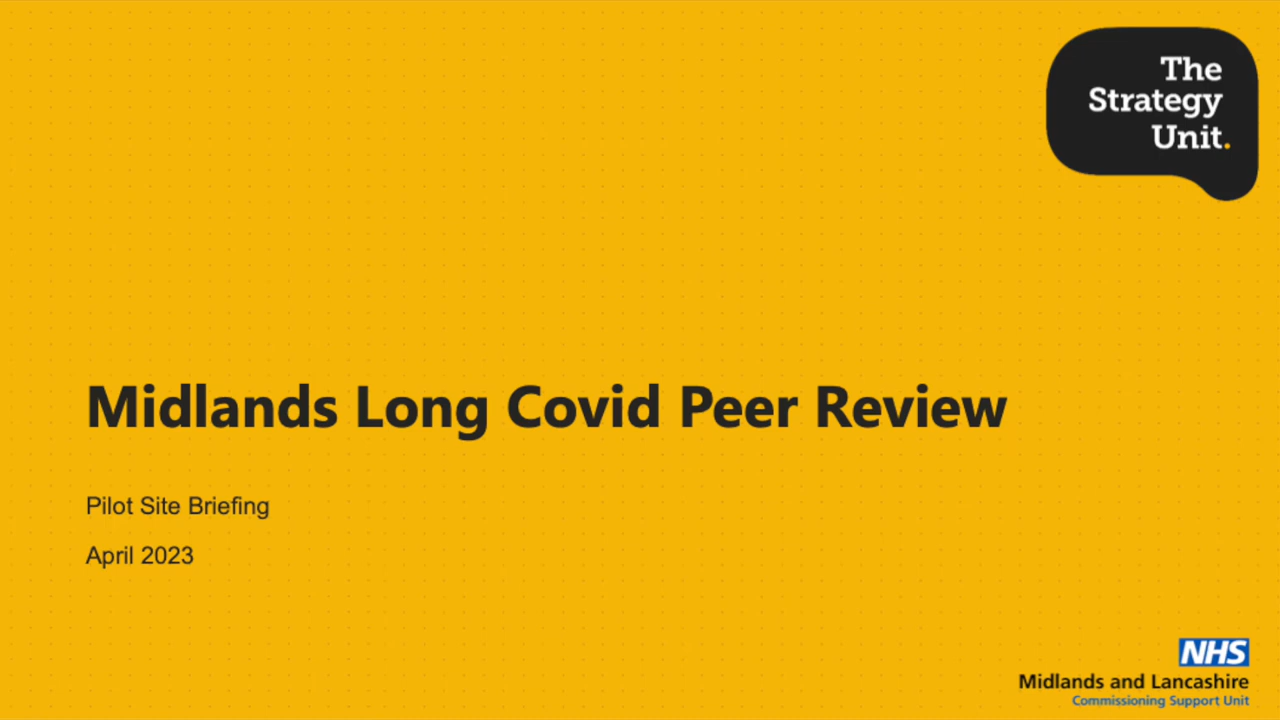 The
Strategy
Unit.
Midlands Long Covid Peer Review
Pilot Site Briefing
April 2023
NHS
Midlands and Lancashire
Commissioning Support Unit